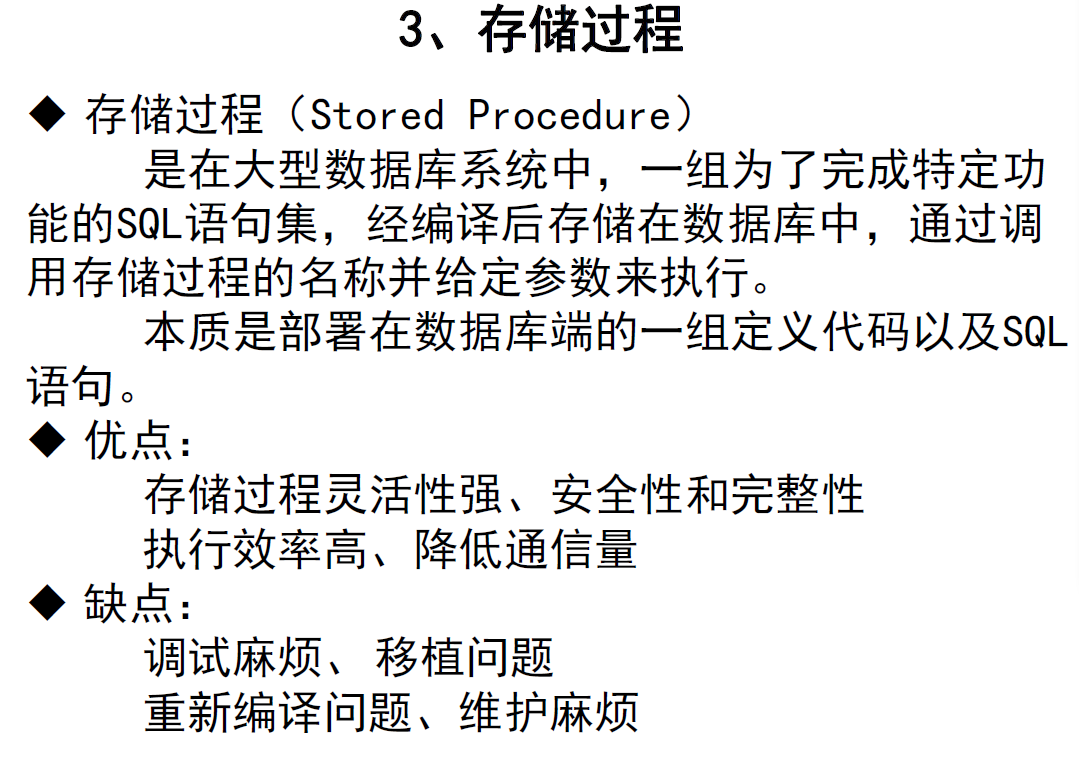 3、存储过程
◆ 存储过程（Stored Procedure）
是在大型数据库系统中，一组为了完成特定功
能的SQL语句集，经编译后存储在数据库中，通过调
用存储过程的名称并给定参数来执行。
本质是部署在数据库端的一组定义代码以及SQL
语句。
◆ 优点：
存储过程灵活性强、安全性和完整性
执行效率高、降低通信量
◆ 缺点：
调试麻烦、 移植问题
重新编译问题、维护麻烦